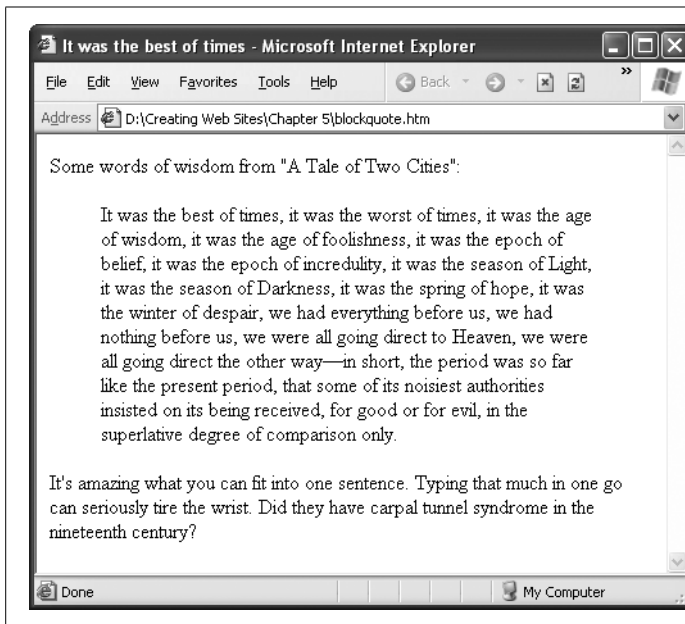 It was the best of times - Microsoft Internet Explorer
File Edit View Favorites Tools Help Back »
Address D:\Creating Web Sites\Chapter 5\blockquote.htm
Some words of wisdom from "A Tale of Two Cities":
It was the best of times, it was the worst of times, it was the age
of wisdom, it was the age of foolishness, it was the epoch of
belief, it was the epoch of incredulity, it was the season of Light,
it was the season of Darkness, it was the spring of hope, it was
the winter of despair, we had everything before us, we had
nothing before us, we were all going direct to Heaven, we were
all going direct the other way—in short, the period was so far
like the present period, that some of its noisiest authorities
insisted on its being received, for good or for evil, in the
superlative degree of comparison only.
It's amazing what you can fit into one sentence. Typing that much in one go
can seriously tire the wrist. Did they have carpal tunnel syndrome in the
nineteenth century?
Done My Computer